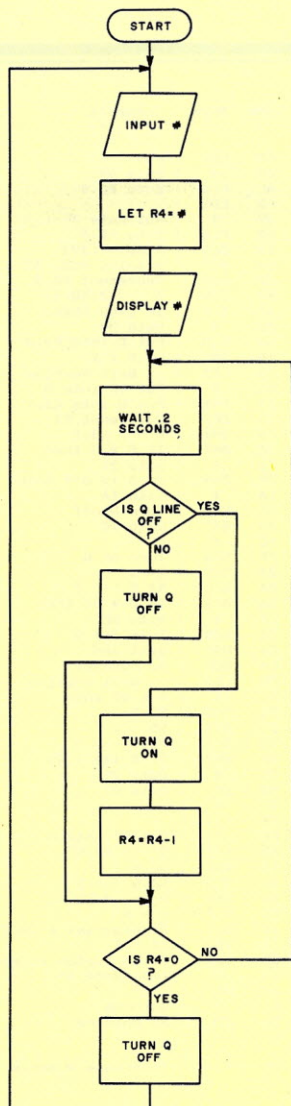 START
INPUT #
LET R4=#
DISPLAY #
WAIT .2
SECONDS
IS Q LINE
OFF
?
YES
NO
TURN Q
OFF
TURN Q
ON
R4=R4-1
IS R4=0
?
NO
YES
TURN Q
OFF